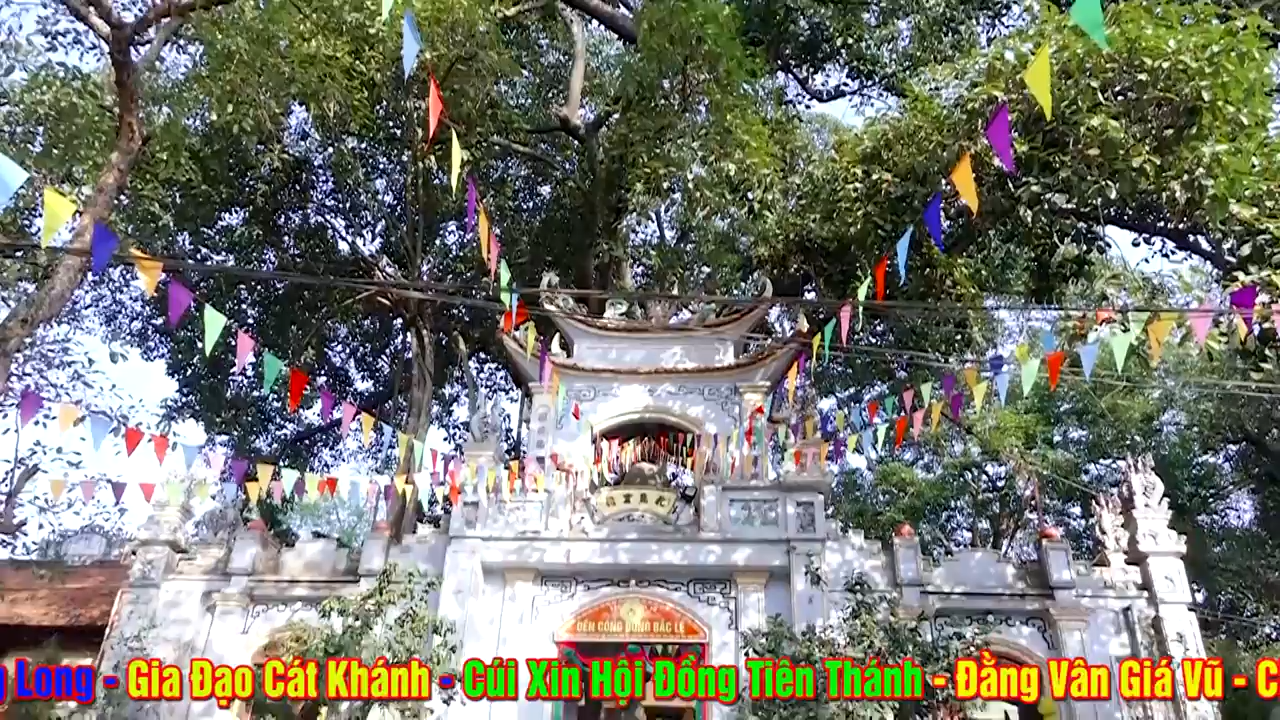 ĐỀN CÔNG ĐỒNG BẮC LỆ
g Long - Gia Đạo Cát Khánh - Cúi Xin Hội Đồng Tiên Thánh - Đằng Vân Giá Vũ - C